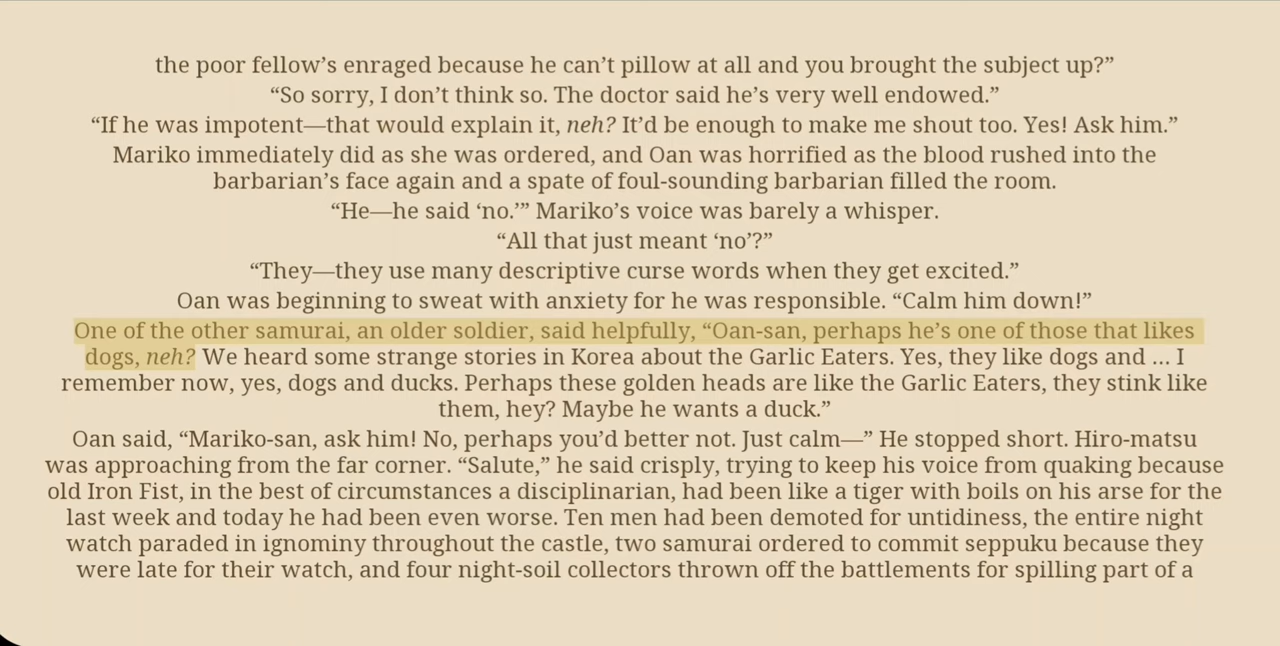 the poor fellow’s enraged because he can’t pillow at all and you brought the subject up?”
“So sorry, I don’t think so. The doctor said he’s very well endowed.”
“If he was impotent—that would explain it, neh? It’d be enough to make me shout too. Yes! Ask him.”
Mariko immediately did as she was ordered, and Oan was horrified as the blood rushed into the
barbarian’s face again and a spate of foul-sounding barbarian filled the room.
“He—he said ‘no.’” Mariko’s voice was barely a whisper.
“All that just meant ‘no’?”
“They—they use many descriptive curse words when they get excited.”
Oan was beginning to sweat with anxiety for he was responsible. “Calm him down!”
One of the other samurai, an older soldier, said helpfully, “Oan-san, perhaps he’s one of those that likes
dogs, neh? We heard some strange stories in Korea about the Garlic Eaters. Yes, they like dogs and ... I
remember now, yes, dogs and ducks. Perhaps these golden heads are like the Garlic Eaters, they stink like
them, hey? Maybe he wants a duck.”
Oan said, “Mariko-san, ask him! No, perhaps you’d better not. Just calm—” He stopped short. Hiro-matsu
was approaching from the far corner. “Salute,” he said crisply, trying to keep his voice from quaking because
old Iron Fist, in the best of circumstances a disciplinarian, had been like a tiger with boils on his arse for the
last week and today he had been even worse. Ten men had been demoted for untidiness, the entire night
watch paraded in ignominy throughout the castle, two samurai ordered to commit seppuku because they
were late for their watch, and four night-soil collectors thrown off the battlements for spilling part of a